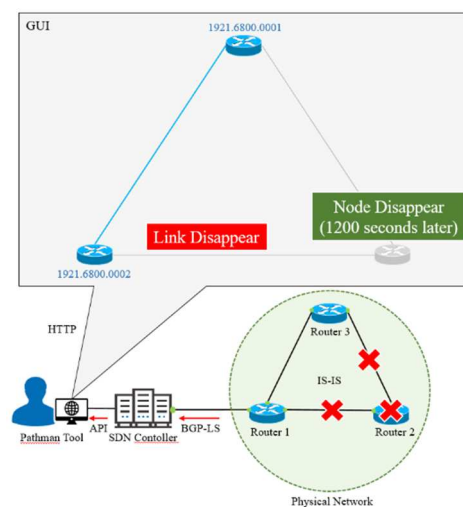 GUI
1921.6800.0001
Node Disappear
(1200 seconds later)
Link Disappear
1921.6800.0002
HTTP
Router 3
IS-IS
API
BGP-LS
Pathman Tool
SDN Contoller
Router 1
Router 2
Physical Network